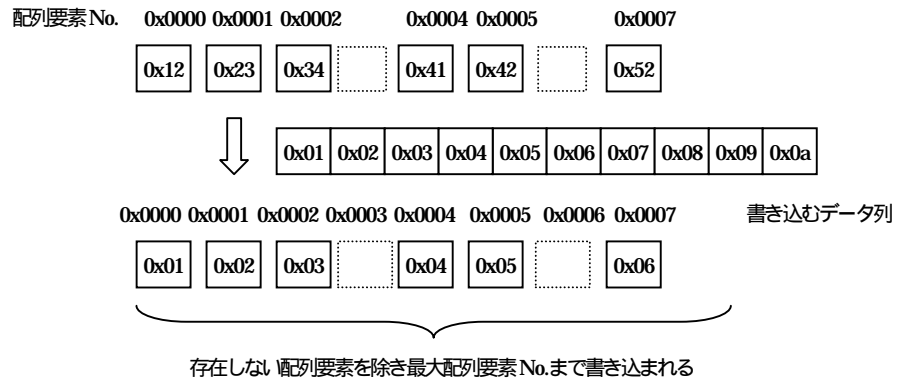 配列要素No. 0x0000 0x0001 0x0002 0x0004 0x0005 0x0007
0x12 0x23 0x34 0x41 0x42 0x52
0x01 0x02 0x03 0x04 0x05 0x06 0x07 0x08 0x09 0x0a
0x0000 0x0001 0x0002 0x0003 0x0004 0x0005 0x0006 0x0007 書き込むデータ列
0x01 0x02 0x03 0x04 0x05 0x06
存在しない配列要素を除き最大配列要素No.まで書き込まれる